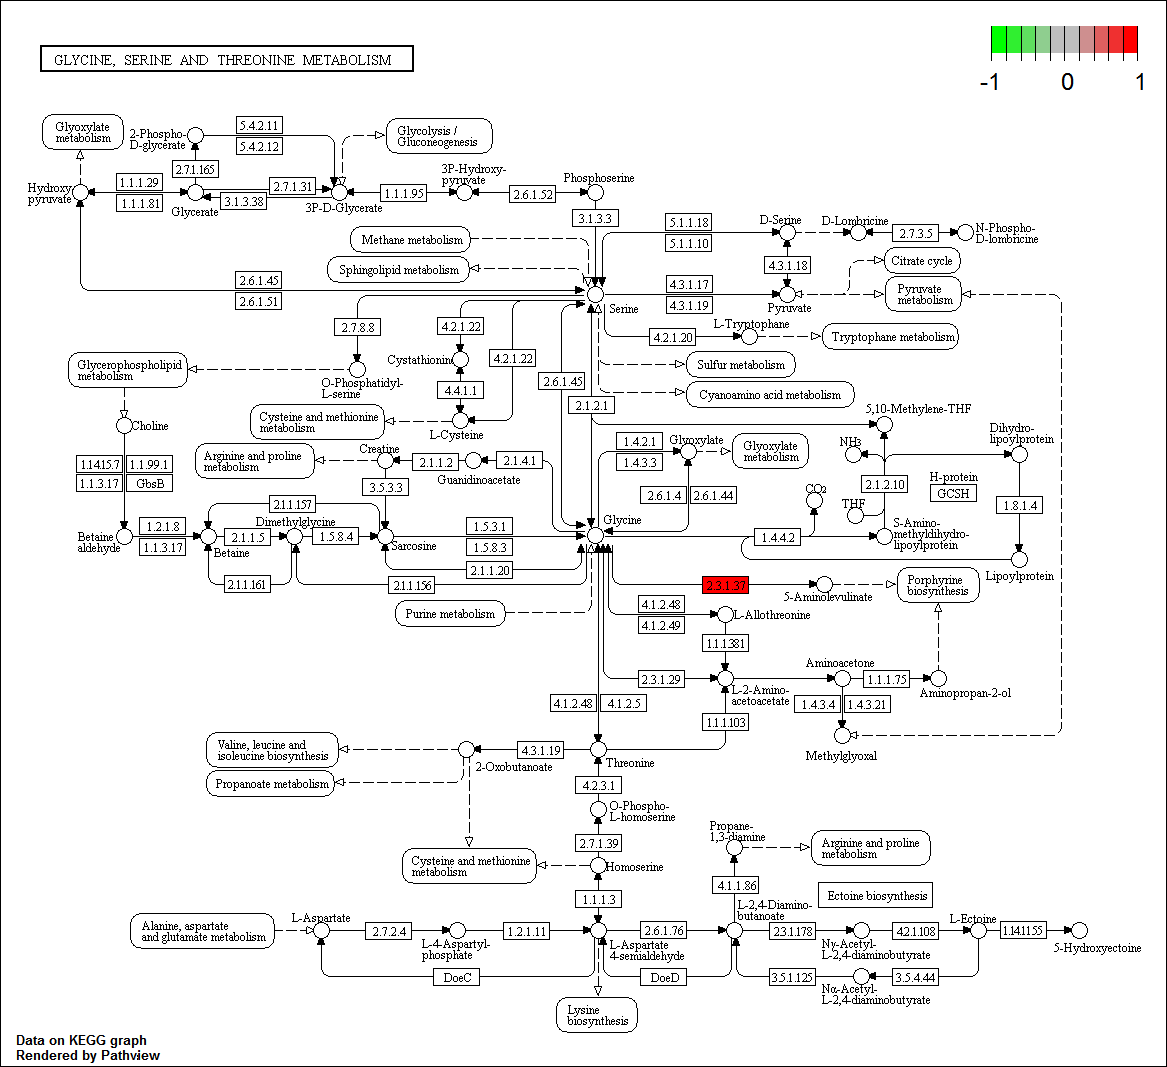 GLYCINE, SERINE AND THREONINE METABOLISM
-1
0
1
Glyoxylate
metabolism
2-Phospho-
D-glycerate
5.4.2.11
5.4.2.12
Glycolysis /
Gluconeogenesis
2.7.1.165
Hydroxy
pyruvate
1.1.1.29
1.1.1.81
Glycerate
2.7.1.31
3.1.3.38
3P-D-Glycerate
1.1.1.95
3P-Hydroxy-
pyruvate
2.6.1.52
Phosphoserine
3.1.3.3
Methane metabolism
Sphingolipid metabolism
5.1.1.18
5.1.1.10
D-Serine
D-Lombricine
2.7.3.5
N-Phospho-
D-lombricine
4.3.1.18
Citrate cycle
2.6.1.45
2.6.1.51
Serine
4.3.1.17
4.3.1.19
Pyruvate
Pyruvate
metabolism
2.7.8.8
4.2.1.22
4.2.1.20
L-Tryptophane
Tryptophane metabolism
Glycerophospholipid
metabolism
Cystathionin
4.2.1.22
Sulfur metabolism
O-Phosphatidyl-
L-serine
4.4.1.1
2.6.1.45
Cyanoamino acid metabolism
2.1.2.1
5,10-Methylene-THF
Choline
Cysteine and methionine
metabolism
L-Cysteine
Dihydro-
lipoylprotein
1.4.2.1
1.4.3.3
Glyoxylate
Glyoxylate
metabolism
NH3
1.14.15.7
1.1.99.1
1.1.3.17
GbsB
Arginine and proline
metabolism
Creatine
2.1.1.2
Guanidinoacetate
2.1.4.1
3.5.3.3
2.6.1.4
2.6.1.44
CO2
THF
2.1.2.10
H-protein
GCSH
1.8.1.4
2.1.1.157
Betaine
aldehyde
1.2.1.8
1.1.3.17
2.1.1.5
Betaine
Dimethylglycine
1.5.8.4
Sarcosine
1.5.3.1
1.5.8.3
Glycine
1.4.4.2
S-Amino-
methyldihydro-
lipoylprotein
2.1.1.20
Lipoylprotein
2.1.1.161
2.1.1.156
2.3.1.37
5-Aminolevulinate
Porphyrine
biosynthesis
Purine metabolism
4.1.2.48
4.1.2.49
L-Allothreonine
1.1.1.381
2.3.1.29
L-2-Amino-
acetoacetate
Aminoacetone
1.1.1.75
Aminopropan-2-ol
4.1.2.48
4.1.2.5
1.1.1.103
1.4.3.4
1.4.3.21
Methylglyoxal
Valine, leucine and
isoleucine biosynthesis
2-Oxobutanoate
4.3.1.19
Threonine
Propanoate metabolism
4.2.3.1
O-Phospho-
L-homoserine
2.7.1.39
Cysteine and methionine
metabolism
Homoserine
Propane-
1,3-diamine
Arginine and proline
metabolism
1.1.1.3
4.1.1.86
Ectoine biosynthesis
Alanine, aspartate
and glutamate metabolism
L-Aspartate
2.7.2.4
L-4-Aspartyl-
phosphate
1.2.1.11
L-Aspartate
4-semialdehyde
2.6.1.76
L-2,4-Diamino-
butanoate
2.3.1.178
Nγ-Acetyl-
L-2,4-diaminobutyrate
4.2.1.108
L-Ectoine
1.14.11.55
5-Hydroxyectoine
DoeC
DoeD
3.5.1.125
Nα-Acetyl-
L-2,4-diaminobutyrate
3.5.4.44
Lysine
biosynthesis
Data on KEGG graph
Rendered by Pathview